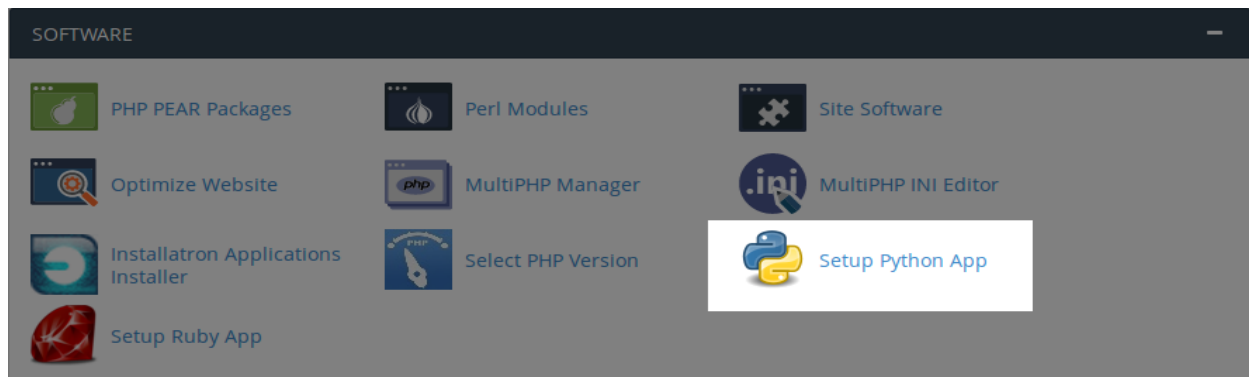 SOFTWARE
PHP PEAR Packages
Perl Modules
Site Software
Optimize Website
php
MultiPHP Manager
.ini
MultiPHP INI Editor
Installatron Applications
Installer
PHP
Select PHP Version
Setup Python App
Setup Ruby App